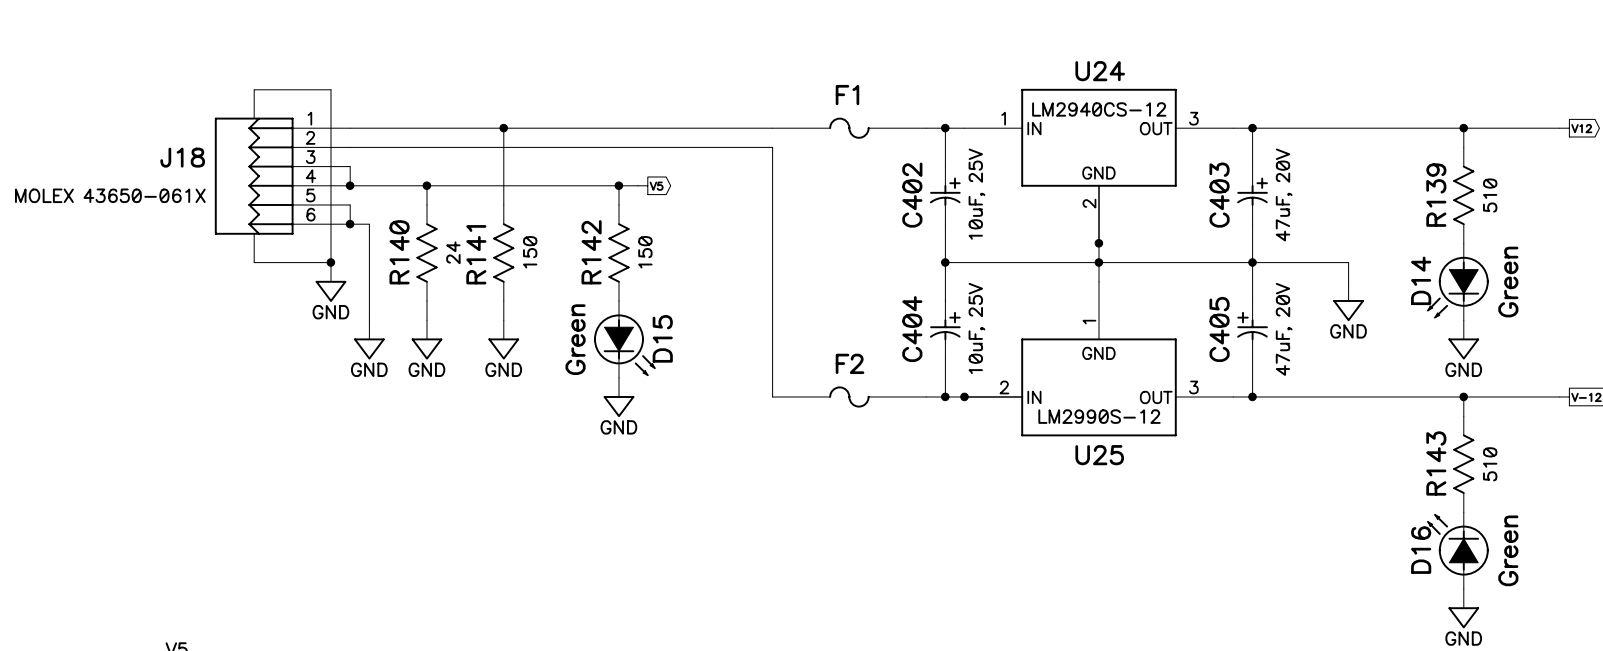 U24
F1
LM2940CS-12
1
IN
OUT
3
GND
2
V12
J18
MOLEX 43650-061X
1
2
3
4
5
6
V5
R140
24
R141
150
R142
150
GND
GND
GND
GND
Green
D15
GND
C402
10uF, 25V
C403
47uF, 20V
R139
510
D14
Green
GND
GND
C404
10uF, 25V
C405
47uF, 20V
F2
1
GND
2
IN
OUT
3
LM2990S-12
U25
V-12
R143
510
D16
Green
GND
V5